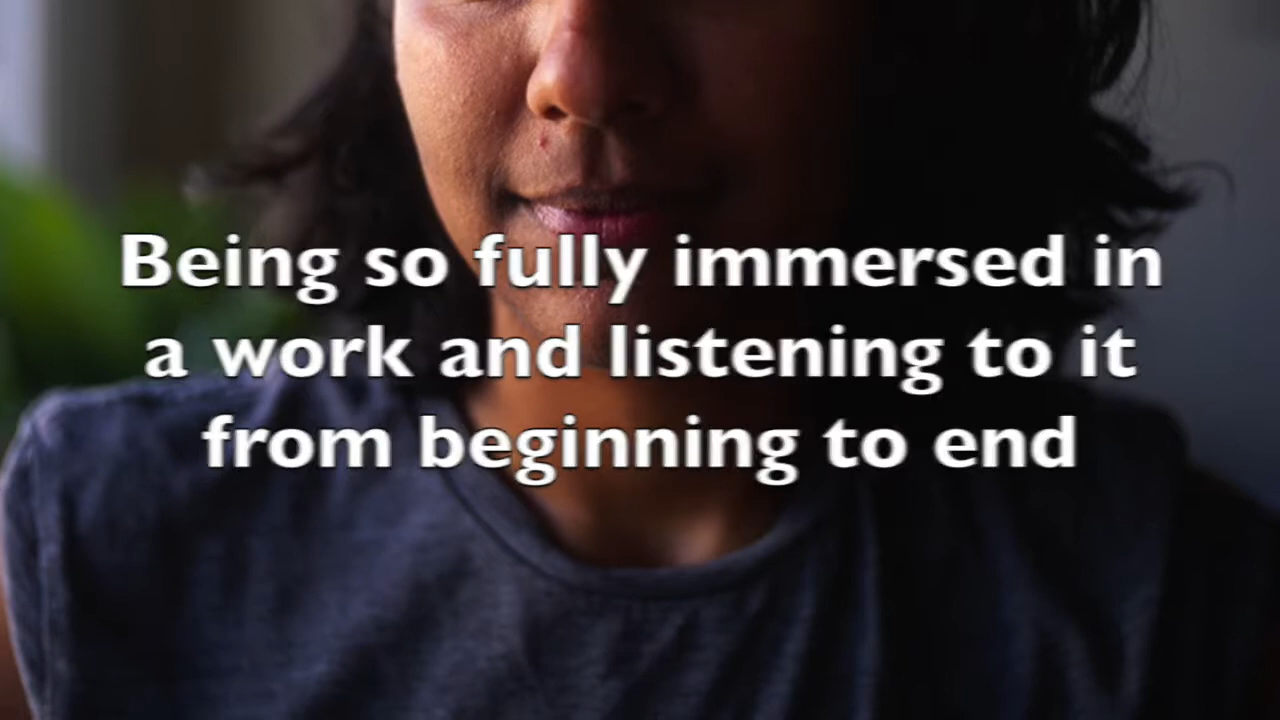 Being so fully immersed in
a work and listening to it
from beginning to end